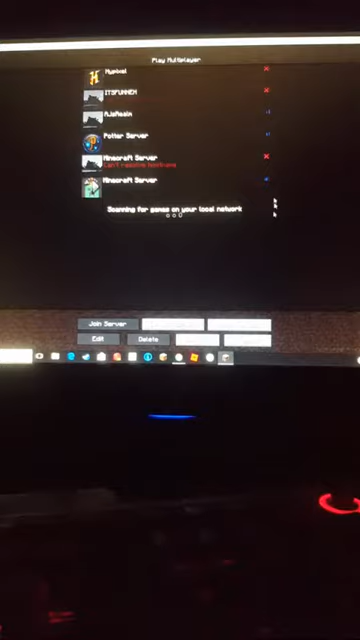 Play Multiplayer
Hypixel
ITSFUNNEH
Potter Server
Minecraft Server
Can't resolve hostname
Minecraft Server
Scanning for games on your local network
Join Server
Edit
Delete